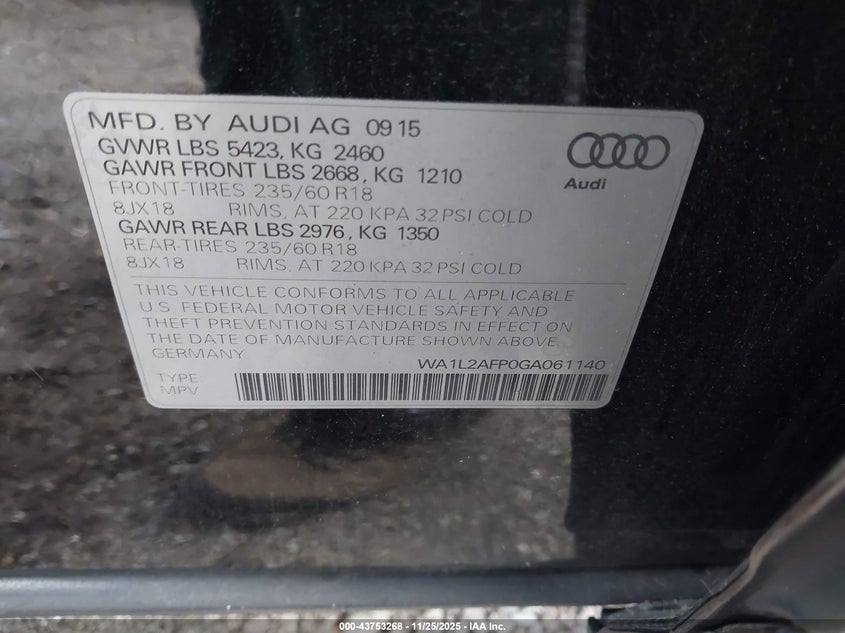 MFD. BY AUDI AG 09 15
GVWR LBS 5423, KG 2460
GAWR FRONT LBS 2668, KG 1210
FRONT-TIRES 235/60 R18
8JX18 RIMS, AT 220 KPA 32 PSI COLD
GAWR REAR LBS 2976, KG 1350
REAR-TIRES 235/60 R18
8JX18 RIMS, AT 220 KPA 32 PSI COLD
Audi
THIS VEHICLE CONFORMS TO ALL APPLICABLE
U.S. FEDERAL MOTOR VEHICLE SAFETY AND
THEFT PREVENTION STANDARDS IN EFFECT ON
THE DATE OF MANUFACTURE SHOWN ABOVE.
GERMANY
WA1L2AFP0GA061140
TYPE
MPV
000-43753268 - 11/25/2025 - © IAA Inc.